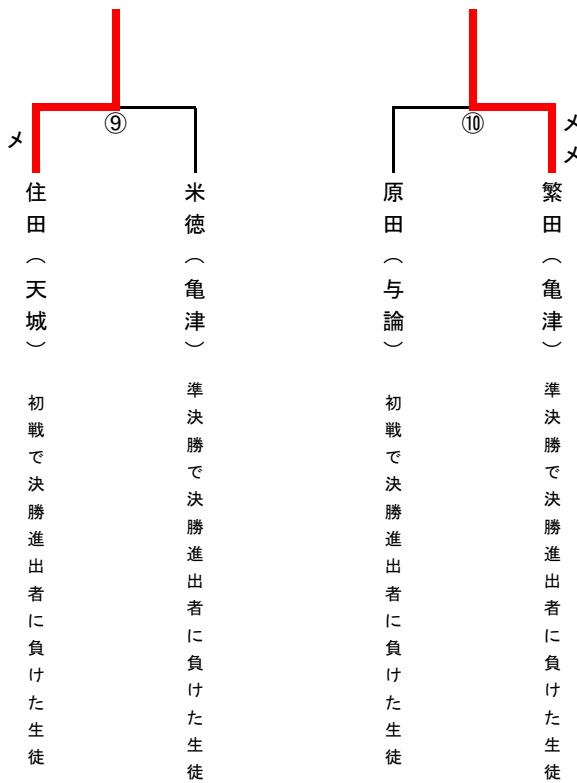 ⑨
⑩
メ
メ
メ
住田（天城） 初戦で決勝進出者に負けた生徒
米徳（亀津） 準決勝で決勝進出者に負けた生徒
原田（与論） 初戦で決勝進出者に負けた生徒
繁田（亀津） 準決勝で決勝進出者に負けた生徒